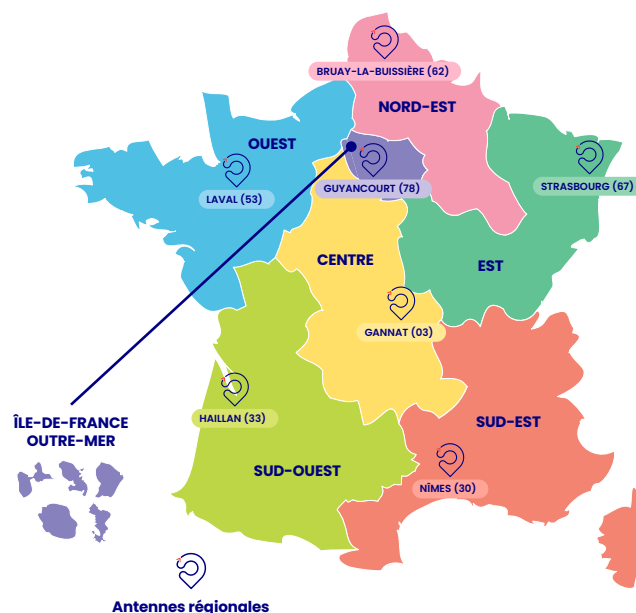 BRUAY-LA-BUISSIÈRE (62)
NORD-EST
OUEST
GUYANCOURT (78)
STRASBOURG (67)
LAVAL (53)
CENTRE
EST
GANNAT (03)
HAILLAN (33)
ÎLE-DE-FRANCE
OUTRE-MER
SUD-EST
SUD-OUEST
NÎMES (30)
Antennes régionales